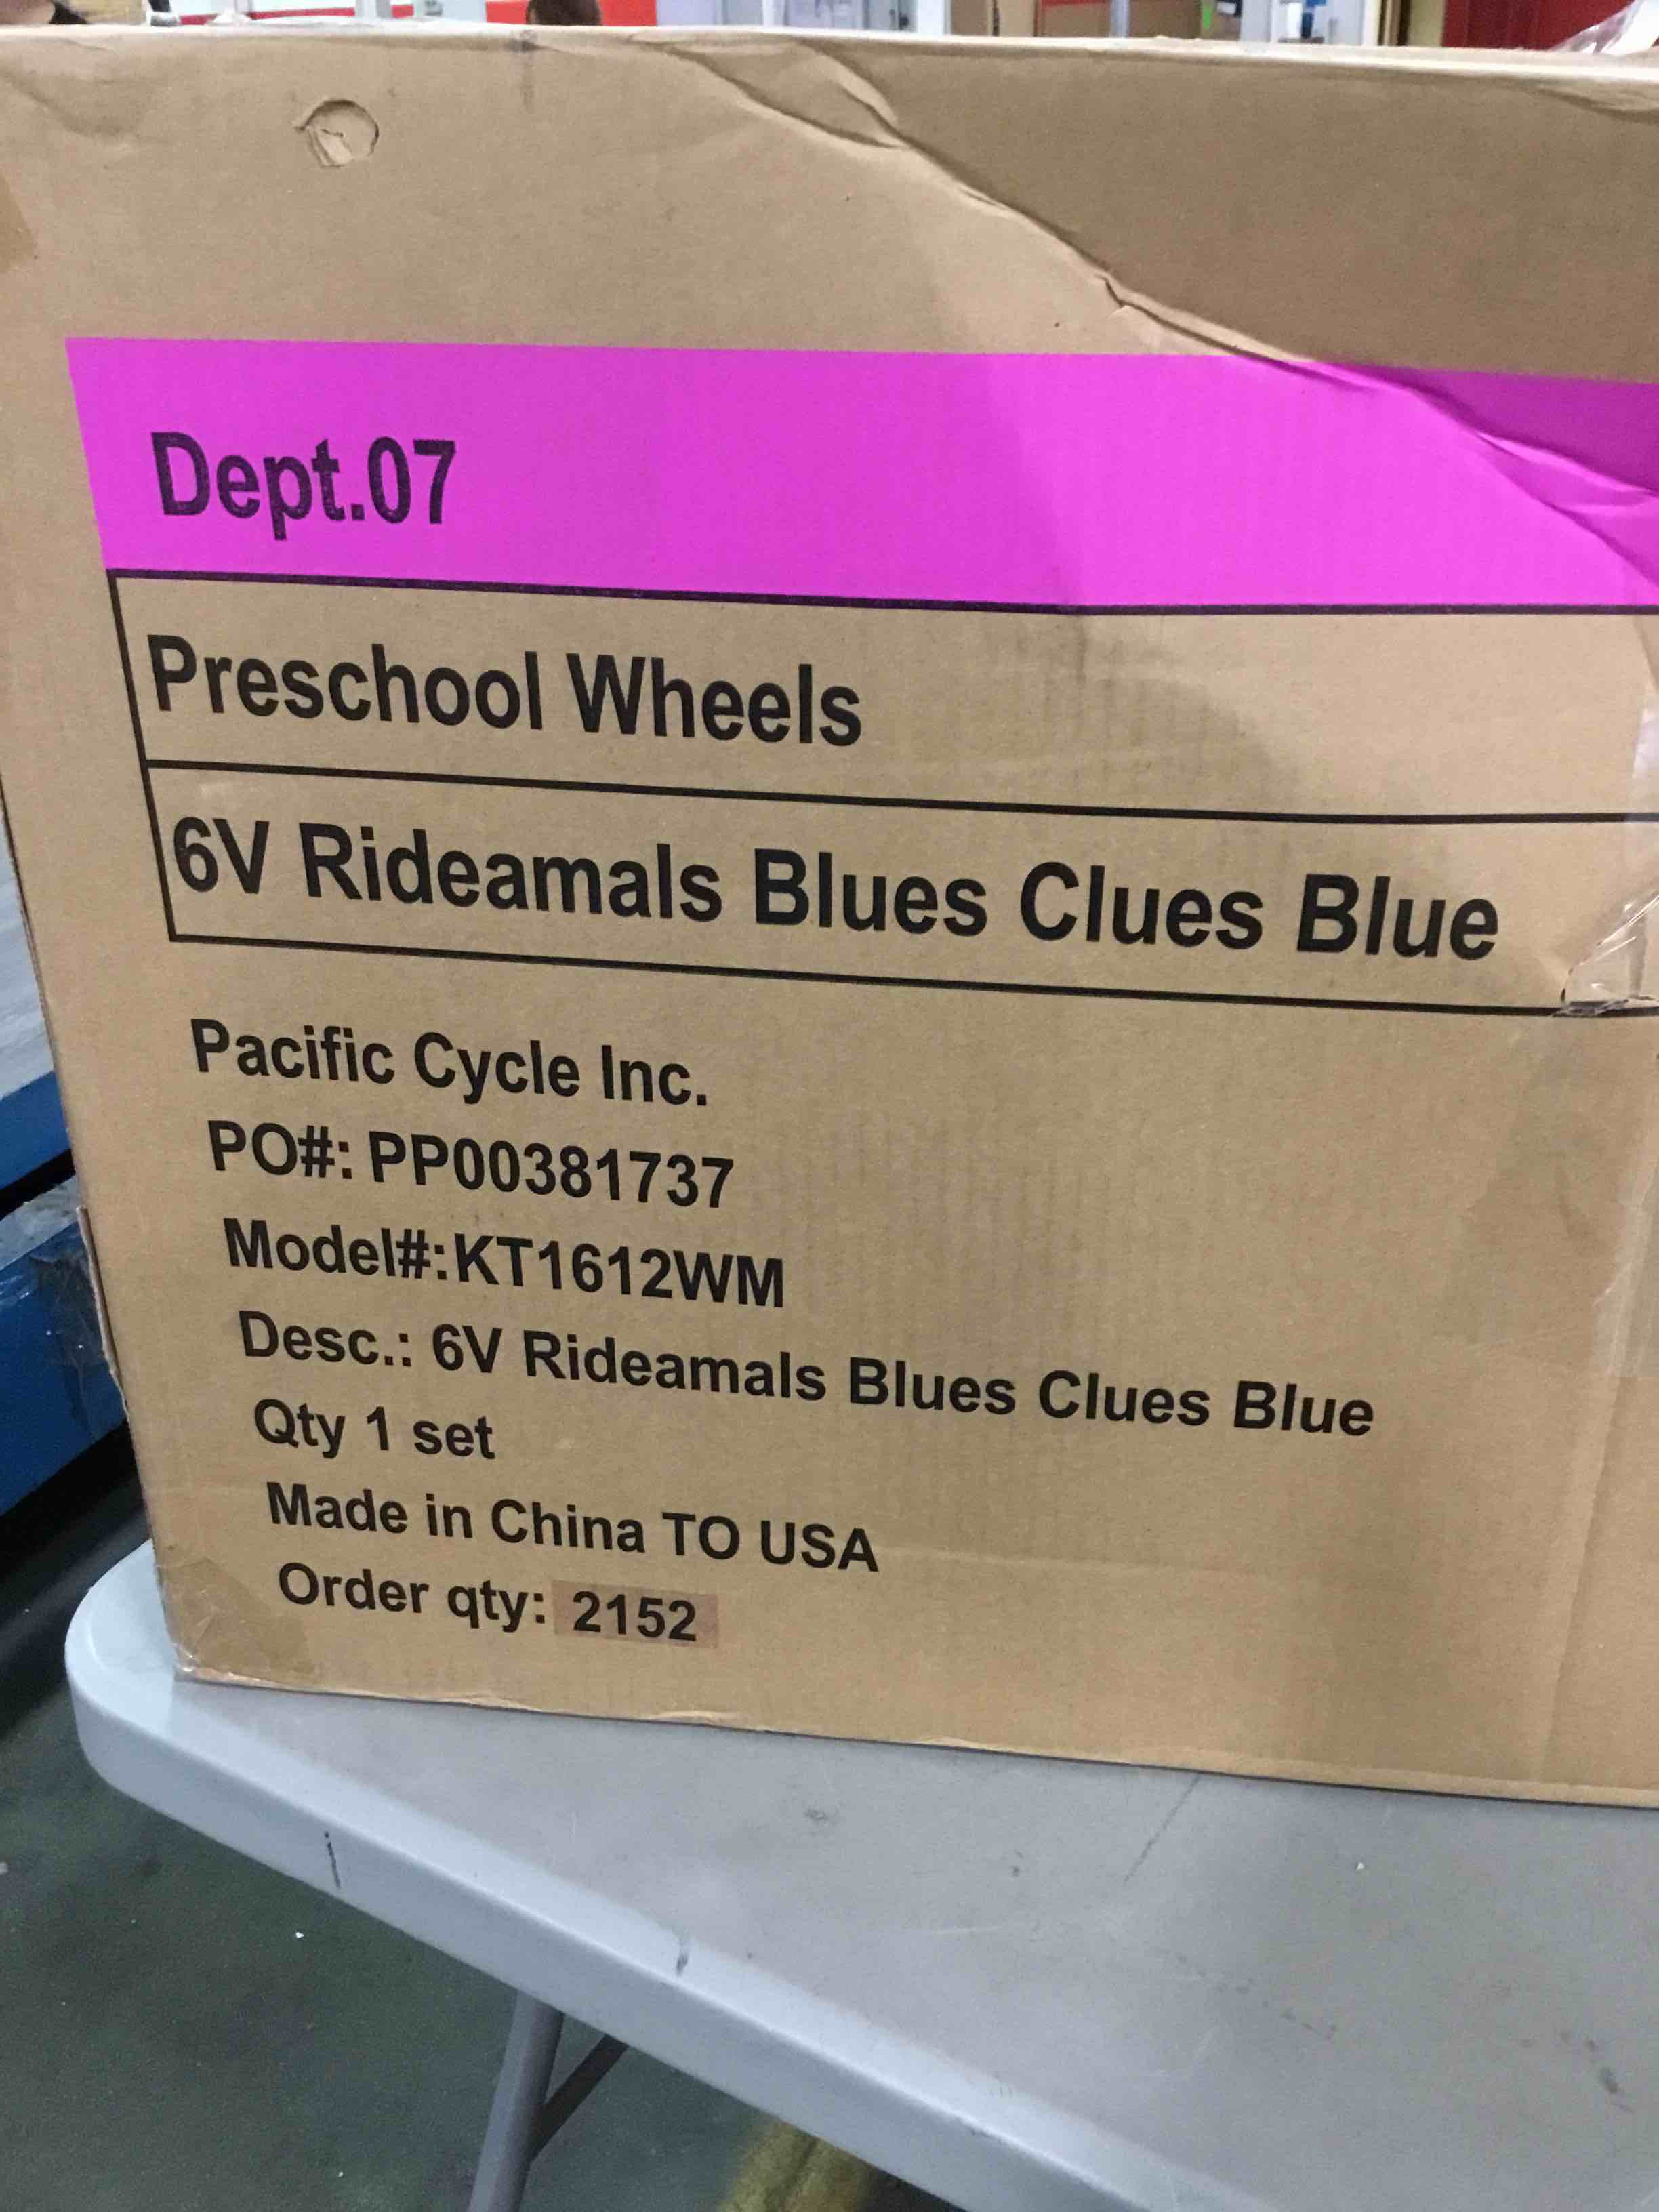 Dept.07
Preschool Wheels
6V Rideamals Blues Clues Blue
Pacific Cycle Inc.
PO#: PP00381737
Model#:KT1612WM
Desc.: 6V Rideamals Blues Clues Blue
Qty 1 set
Made in China TO USA
Order qty: 2152